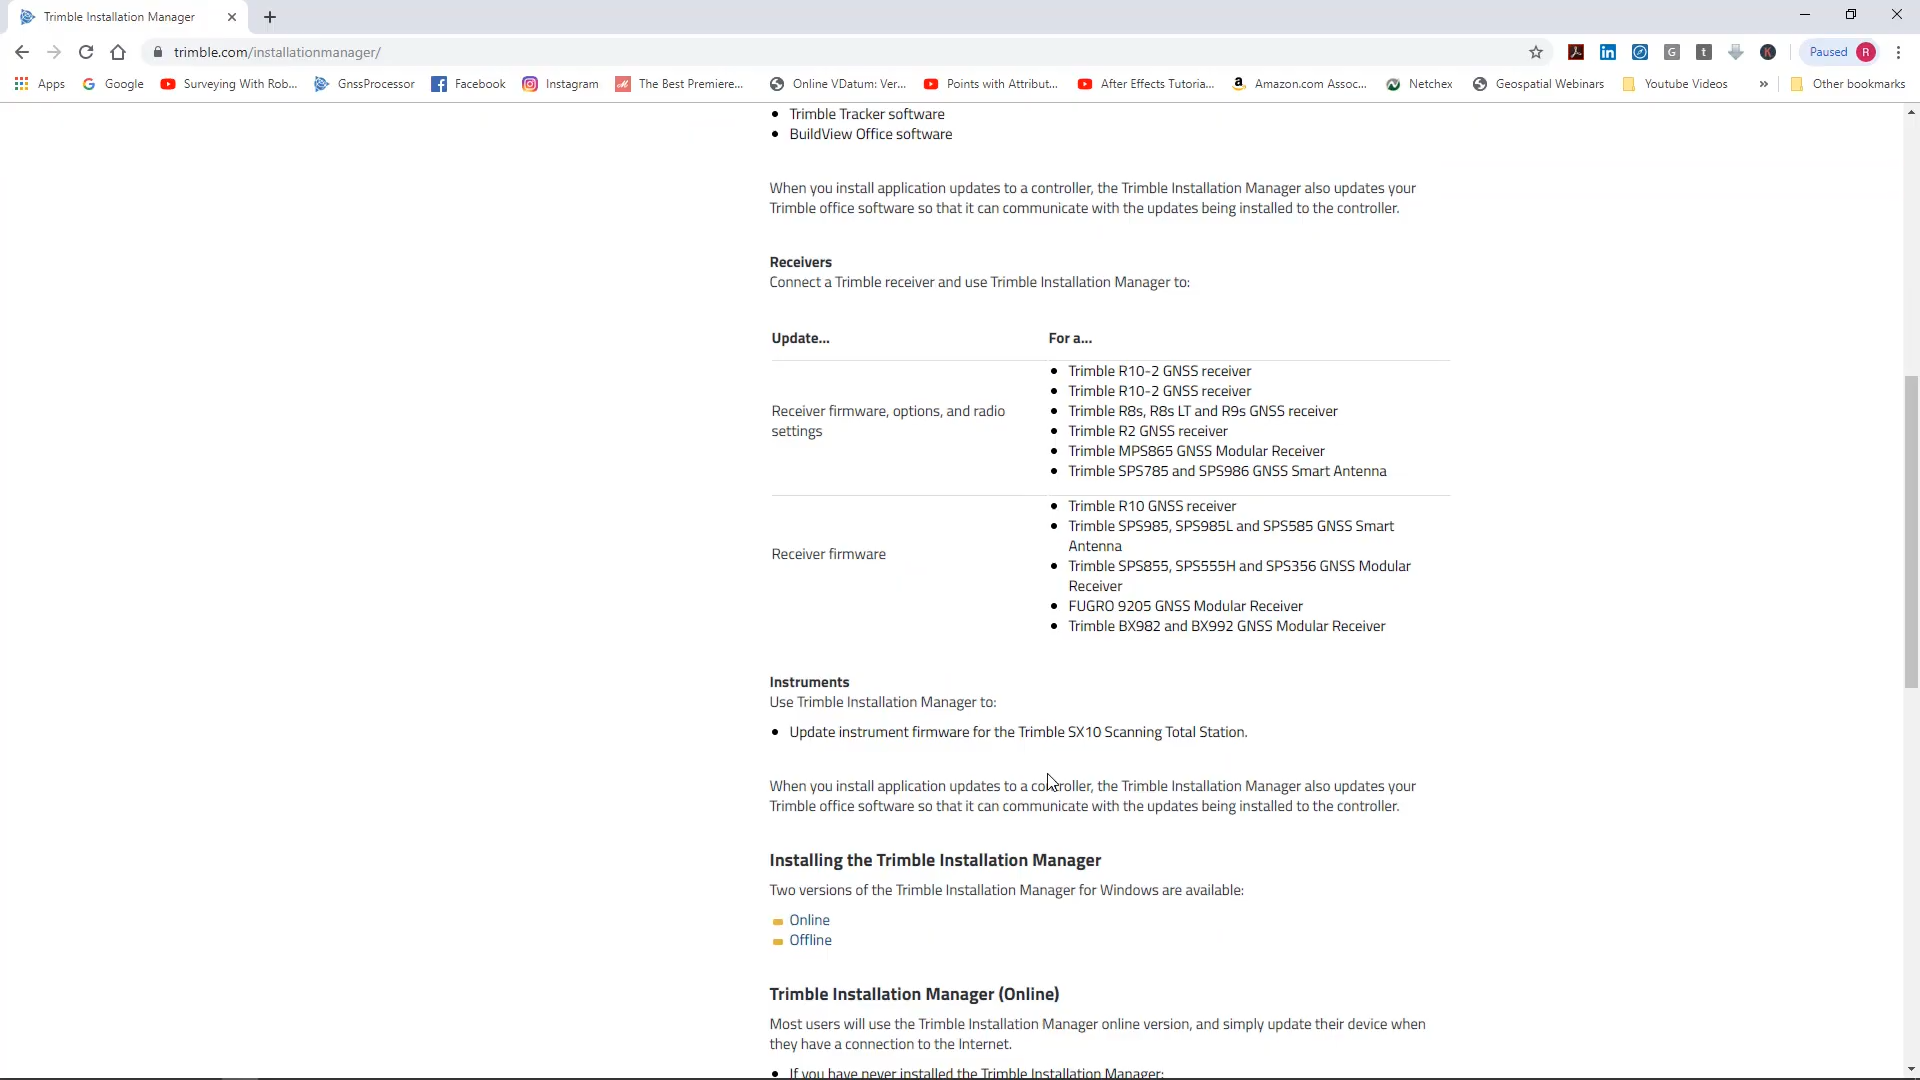 Trimble Installation Manager
trimble.com/installationmanager/
Paused R
Apps Google Surveying With Rob... GnssProcessor Facebook Instagram The Best Premiere... Online VDatum: Ver... Points with Attribut... After Effects Tutoria... Amazon.com Assoc... Netchex Geospatial Webinars Youtube Videos » Other bookmarks
• Trimble Tracker software
• BuildView Office software
When you install application updates to a controller, the Trimble Installation Manager also updates your
Trimble office software so that it can communicate with the updates being installed to the controller.
Receivers
Connect a Trimble receiver and use Trimble Installation Manager to:
Update... For a...
Receiver firmware, options, and radio
settings
• Trimble R10-2 GNSS receiver
• Trimble R10-2 GNSS receiver
• Trimble R8s, R8s LT and R9s GNSS receiver
• Trimble R2 GNSS receiver
• Trimble MPS865 GNSS Modular Receiver
• Trimble SPS785 and SPS986 GNSS Smart Antenna
Receiver firmware
• Trimble R10 GNSS receiver
• Trimble SPS985, SPS985L and SPS585 GNSS Smart
Antenna
• Trimble SPS855, SPS555H and SPS356 GNSS Modular
Receiver
• FUGRO 9205 GNSS Modular Receiver
• Trimble BX982 and BX992 GNSS Modular Receiver
Instruments
Use Trimble Installation Manager to:
• Update instrument firmware for the Trimble SX10 Scanning Total Station.
When you install application updates to a controller, the Trimble Installation Manager also updates your
Trimble office software so that it can communicate with the updates being installed to the controller.
Installing the Trimble Installation Manager
Two versions of the Trimble Installation Manager for Windows are available:
Online
Offline
Trimble Installation Manager (Online)
Most users will use the Trimble Installation Manager online version, and simply update their device when
they have a connection to the Internet.
• If you have never installed the Trimble Installation Manager: